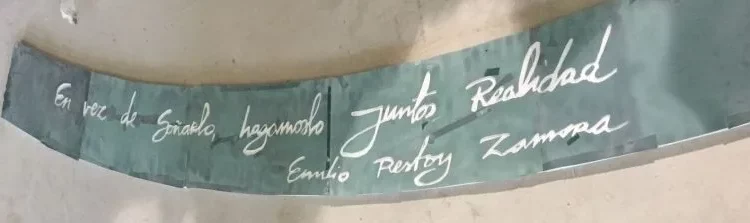 En vez de Soñarlo, hagamoslo Juntos Realidad
Emilio Restoy Zamora